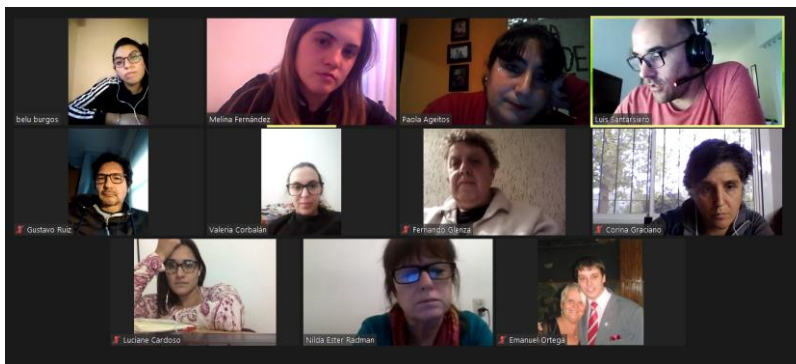 belu burgos
Melina Fernández
Paola Ageitos
Luis Santarsiero
Gustavo Ruiz
Valeria Corbalán
Fernando Glenza
Corina Graciano
Luciane Cardoso
Nilda Ester Radman
Emanuel Ortega